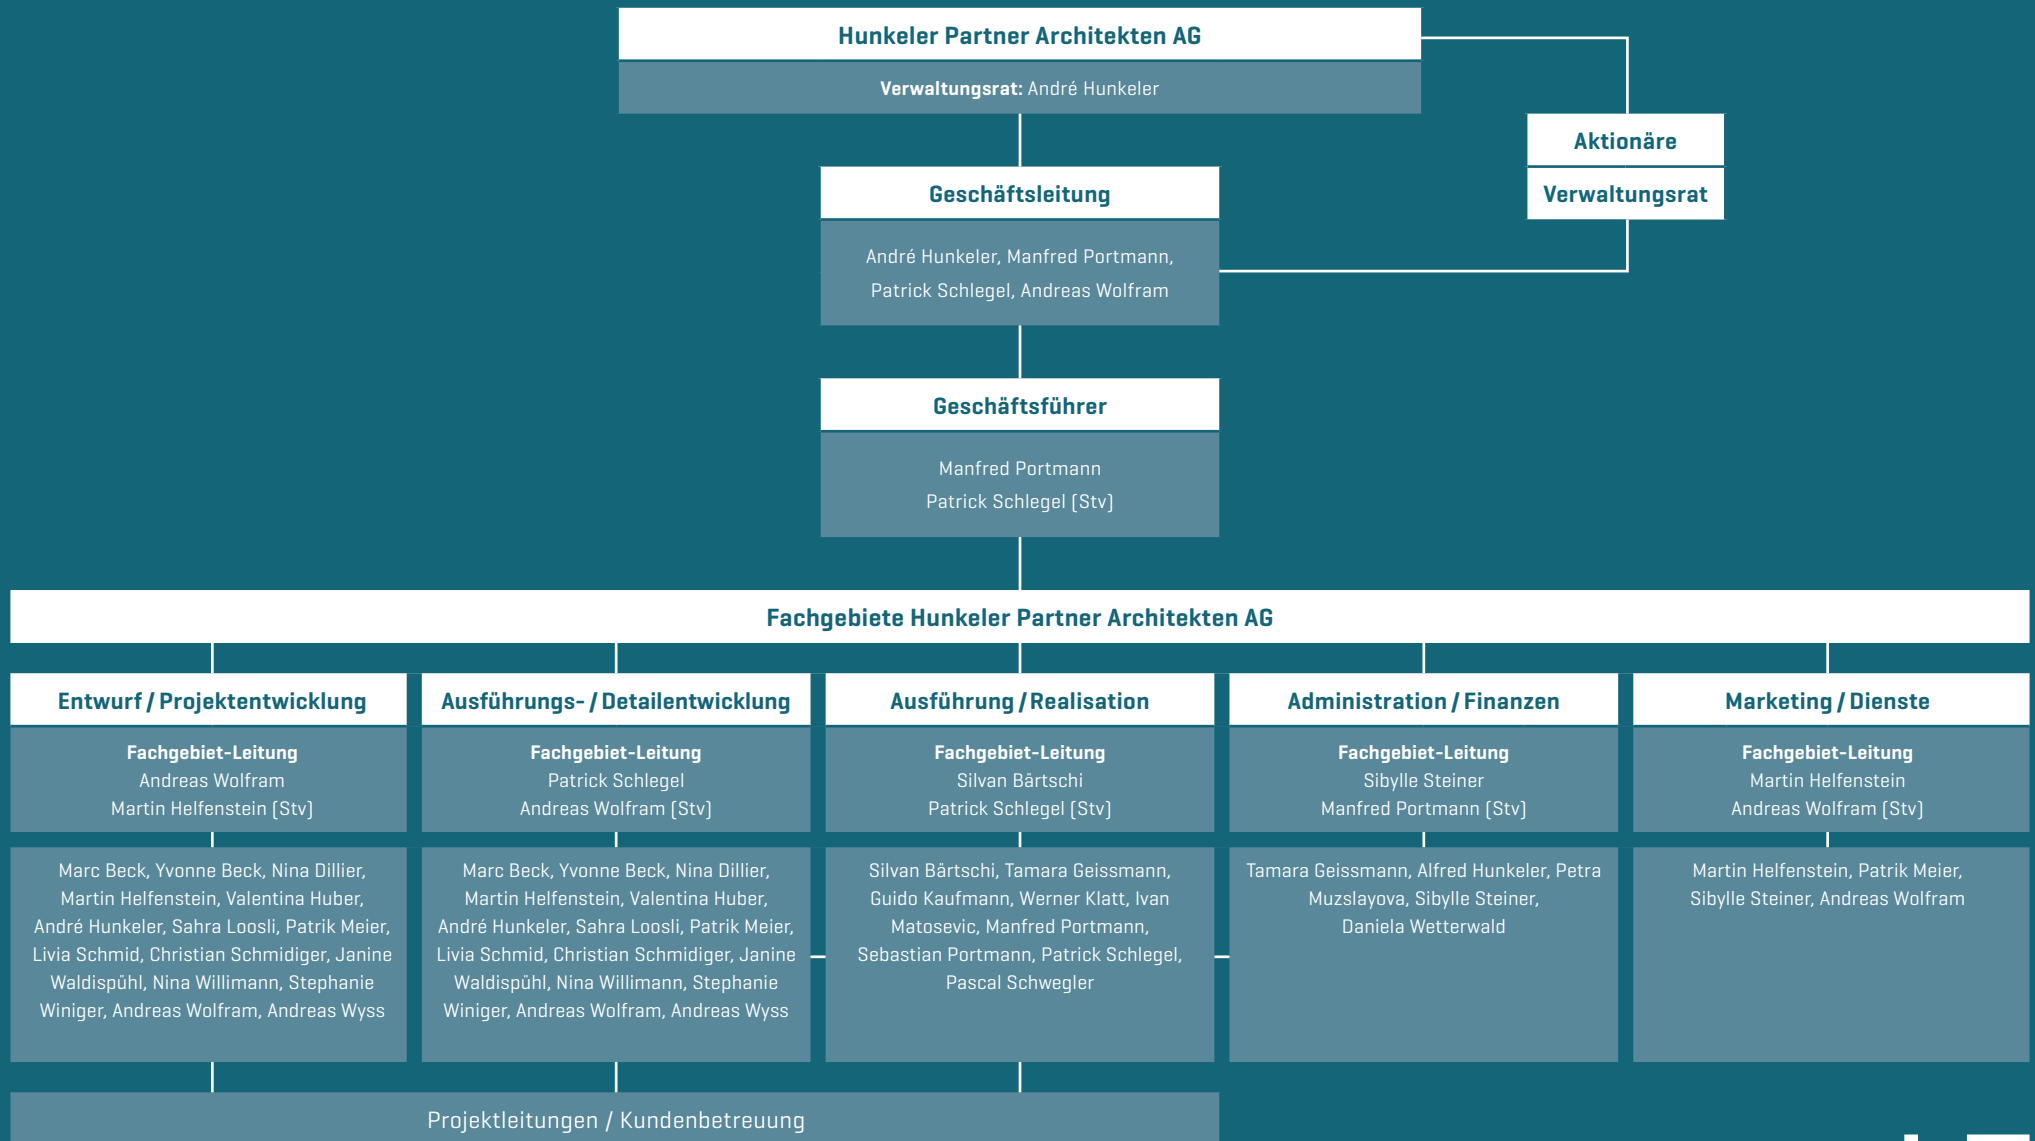 Hunkeler Partner Architekten AG
Verwaltungsrat: André Hunkeler
Aktionäre
Verwaltungsrat
Geschäftsleitung
André Hunkeler, Manfred Portmann,
Patrick Schlegel, Andreas Wolfram
Geschäftsführer
Manfred Portmann
Patrick Schlegel (Stv)
Fachgebiete Hunkeler Partner Architekten AG
Entwurf / Projektentwicklung
Fachgebiet-Leitung
Andreas Wolfram
Martin Helfenstein (Stv)
Marc Beck, Yvonne Beck, Nina Dillier,
Martin Helfenstein, Valentina Huber,
André Hunkeler, Sahra Loosli, Patrik Meier,
Livia Schmid, Christian Schmidiger, Janine
Waldispühl, Nina Willimann, Stephanie
Winiger, Andreas Wolfram, Andreas Wyss
Ausführungs- / Detailentwicklung
Fachgebiet-Leitung
Patrick Schlegel
Andreas Wolfram (Stv)
Marc Beck, Yvonne Beck, Nina Dillier,
Martin Helfenstein, Valentina Huber,
André Hunkeler, Sahra Loosli, Patrik Meier,
Livia Schmid, Christian Schmidiger, Janine
Waldispühl, Nina Willimann, Stephanie
Winiger, Andreas Wolfram, Andreas Wyss
Ausführung / Realisation
Fachgebiet-Leitung
Silvan Bärtschi
Patrick Schlegel (Stv)
Silvan Bärtschi, Tamara Geissmann,
Guido Kaufmann, Werner Klatt, Ivan
Matosevic, Manfred Portmann,
Sebastian Portmann, Patrick Schlegel,
Pascal Schwegler
Administration / Finanzen
Fachgebiet-Leitung
Sibylle Steiner
Manfred Portmann (Stv)
Tamara Geissmann, Alfred Hunkeler, Petra
Muzslayova, Sibylle Steiner,
Daniela Wetterwald
Marketing / Dienste
Fachgebiet-Leitung
Martin Helfenstein
Andreas Wolfram (Stv)
Martin Helfenstein, Patrik Meier,
Sibylle Steiner, Andreas Wolfram
Projektleitungen / Kundenbetreuung